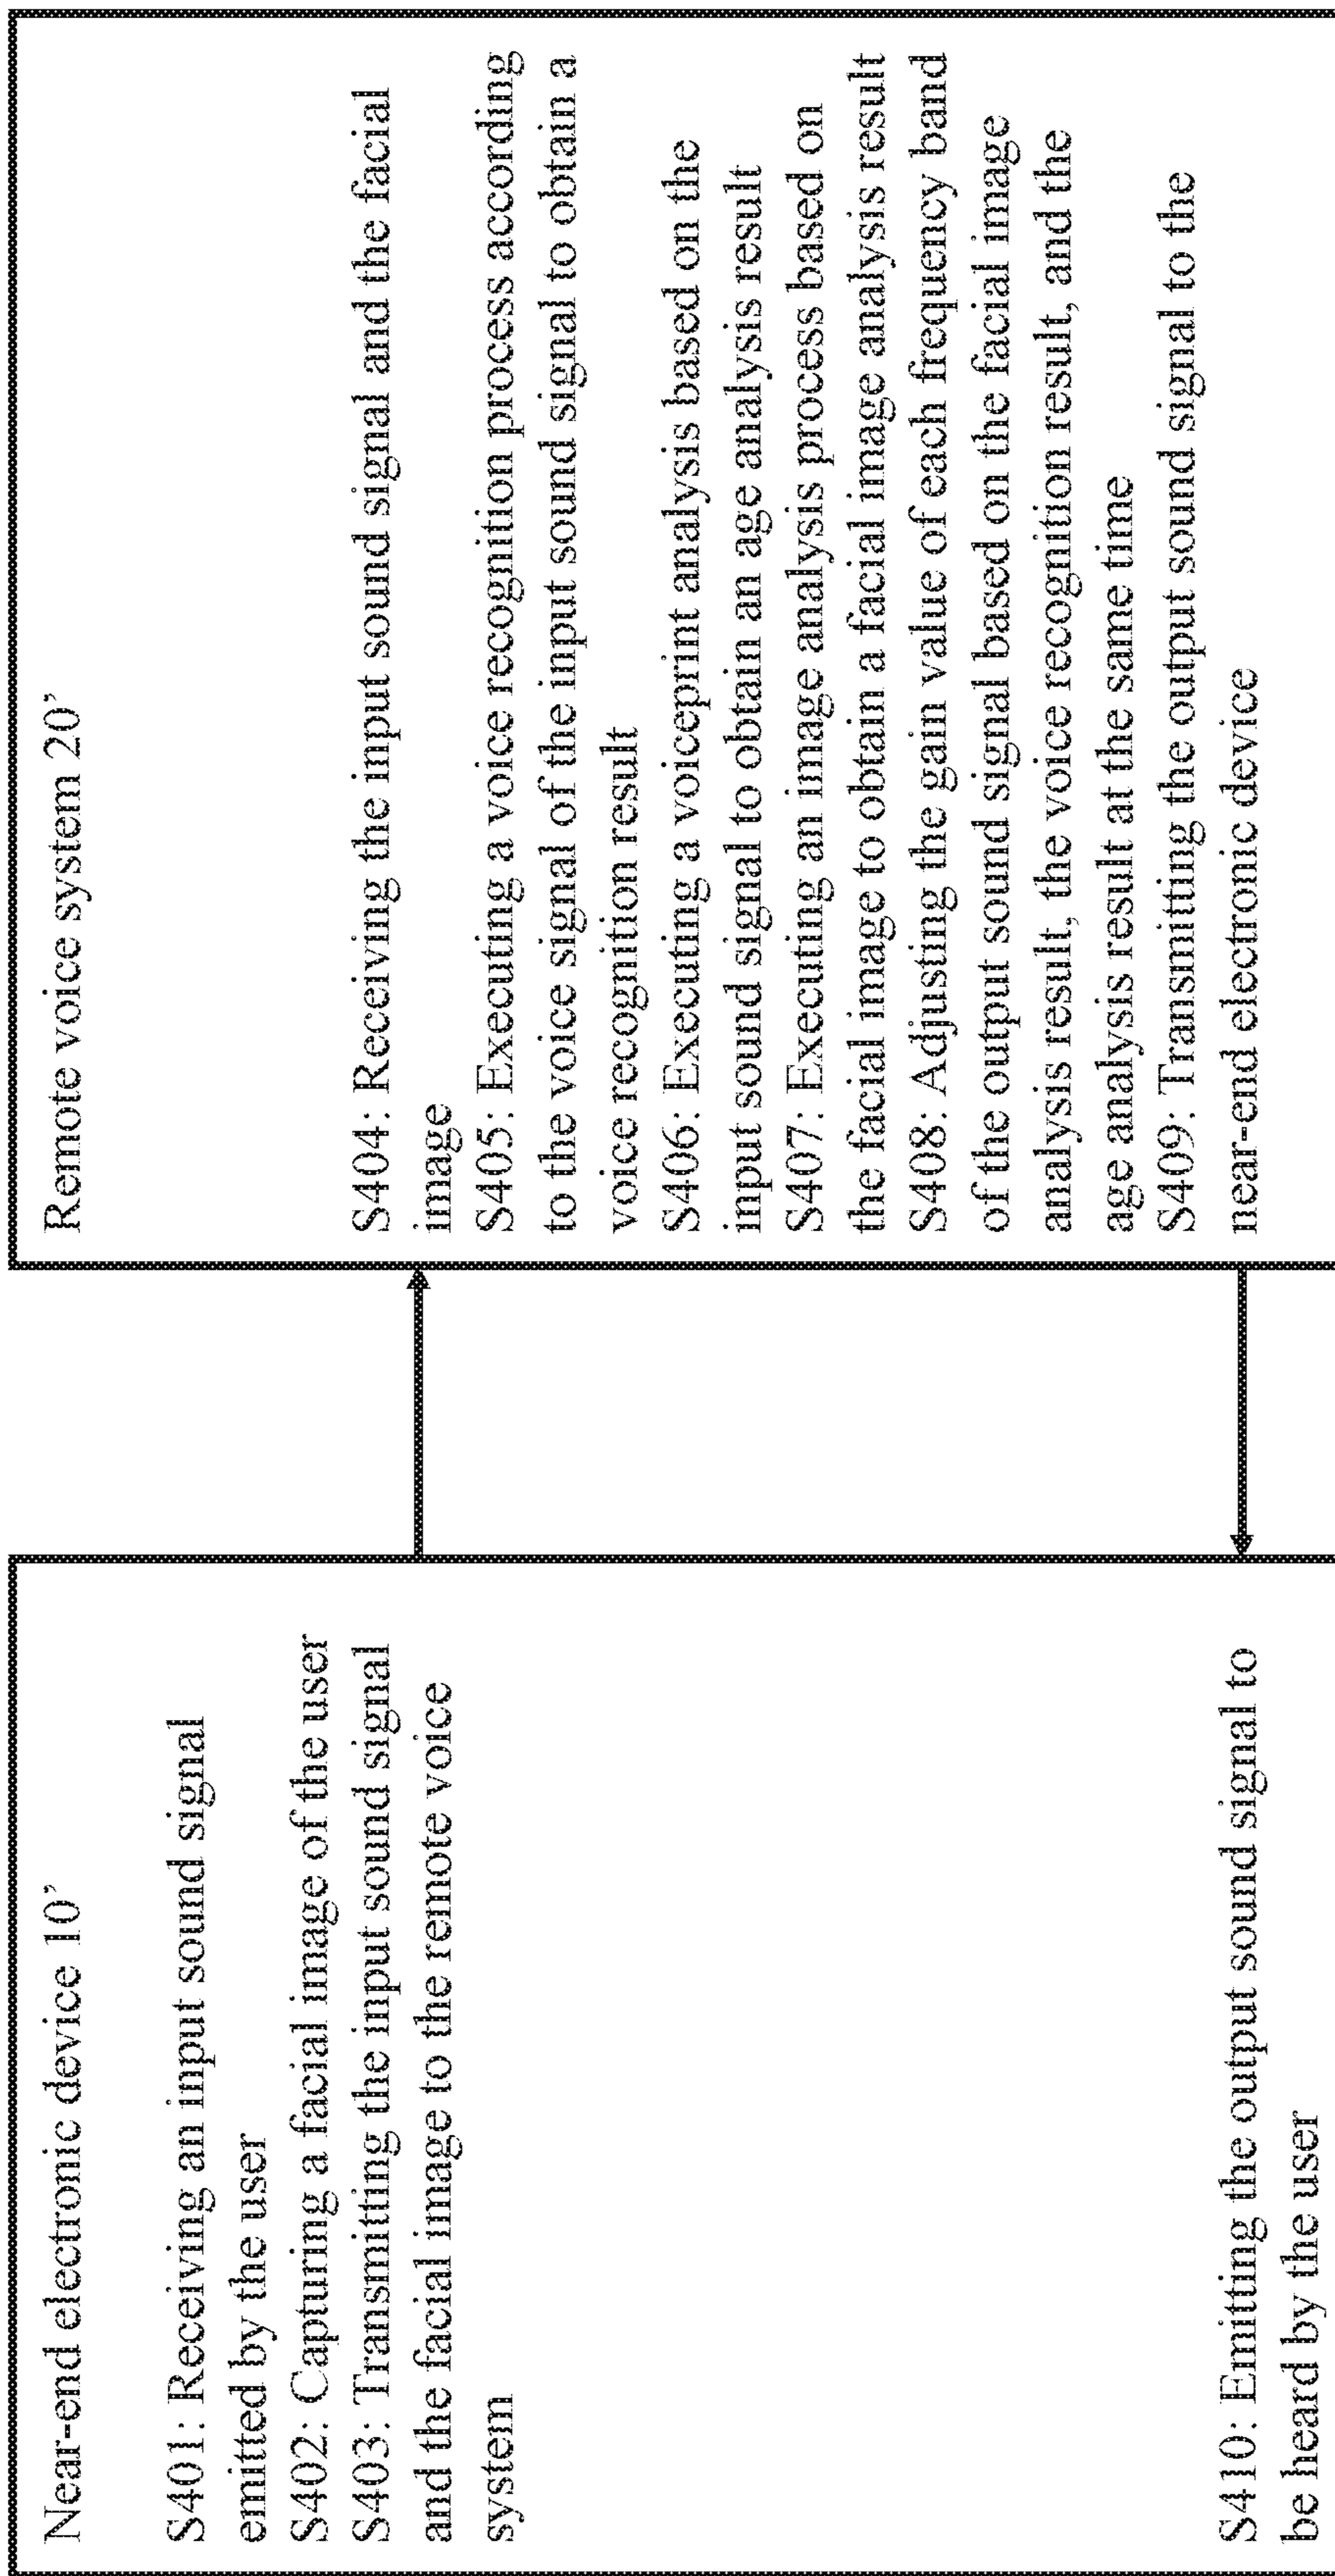 Near-end electronic device 10’
S401: Receiving an input sound signal
emitted by the user
S402: Capturing a facial image of the user
S403: Transmitting the input sound signal
and the facial image to the remote voice
system
S410: Emitting the output sound signal to
be heard by the user
Remote voice system 20’
S404: Receiving the input sound signal and the facial
image
S405: Executing a voice recognition process according
to the voice signal of the input sound signal to obtain a
voice recognition result
S406: Executing a voiceprint analysis based on the
input sound signal to obtain an age analysis result
S407: Executing an image analysis process based on
the facial image to obtain a facial image analysis result
S408: Adjusting the gain value of each frequency band
of the output sound signal based on the facial image
analysis result, the voice recognition result, and the
age analysis result at the same time
S409: Transmitting the output sound signal to the
near-end electronic device